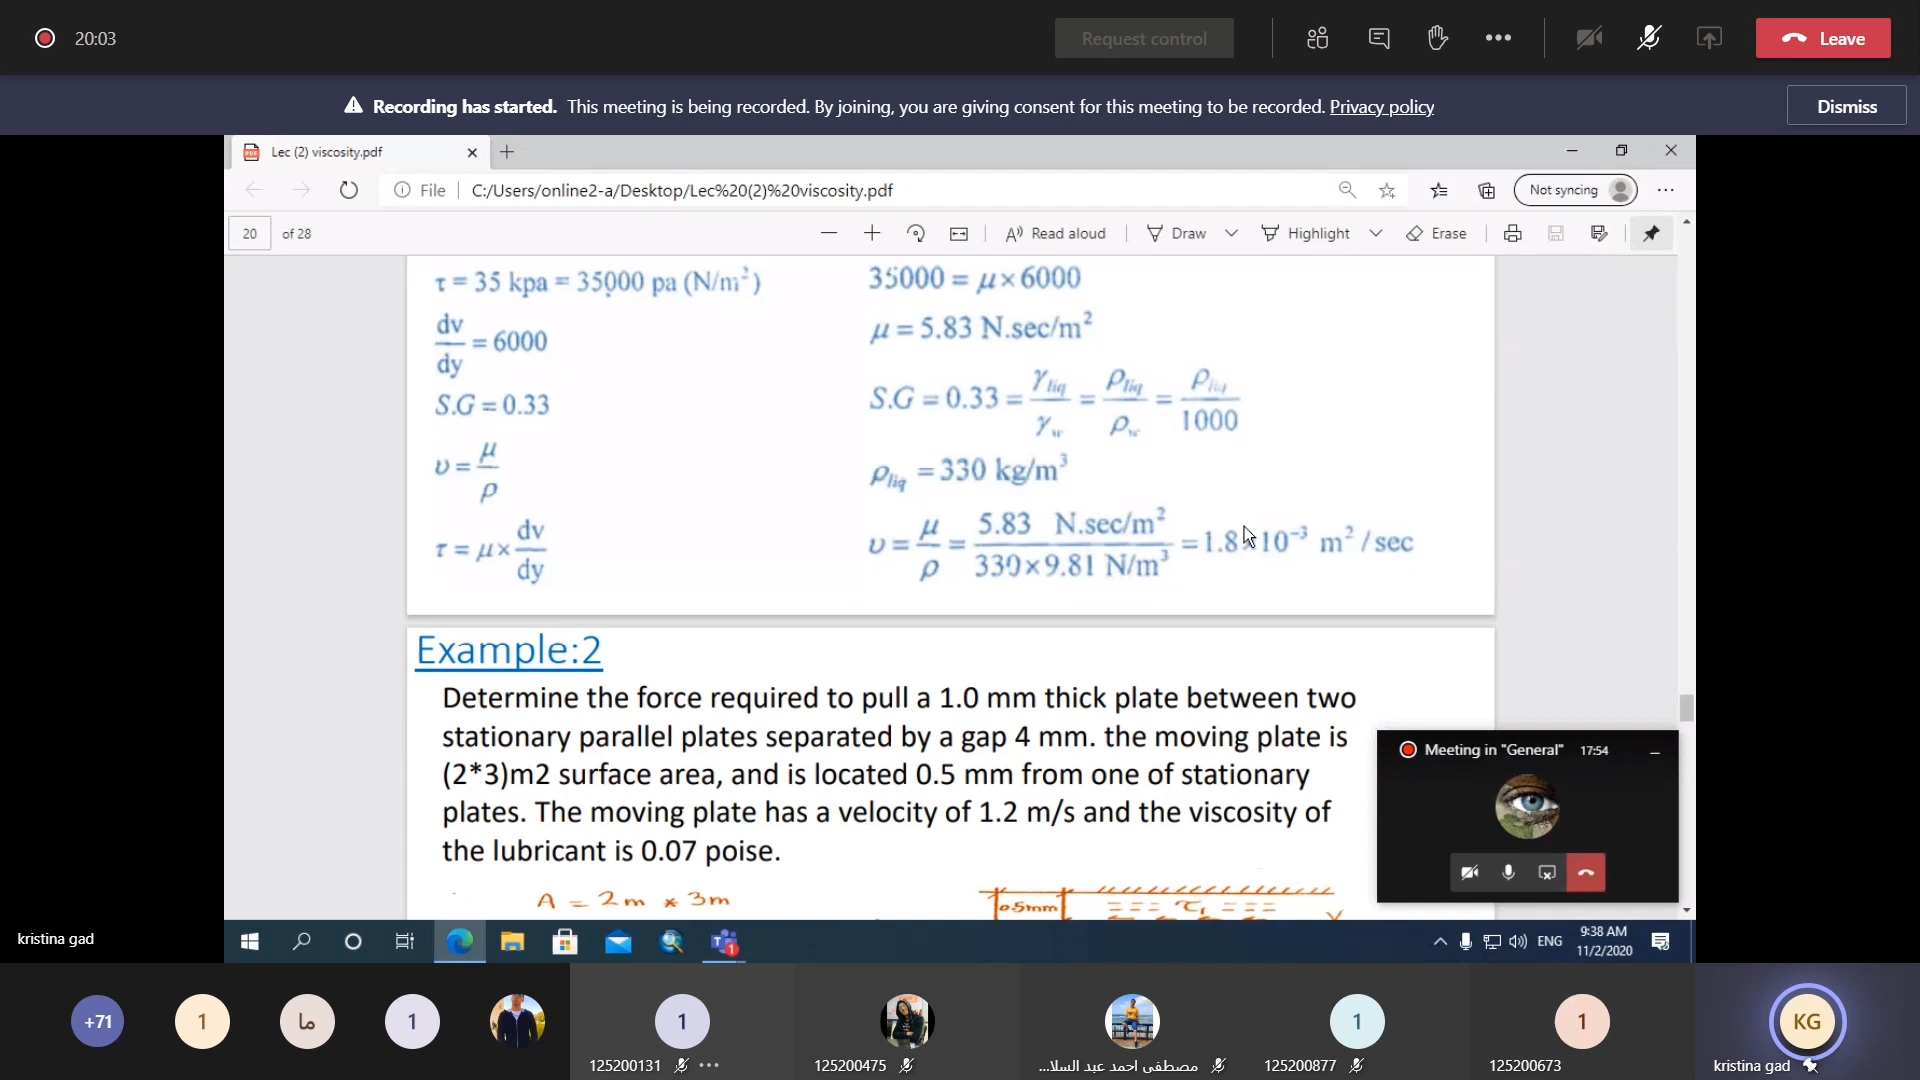 20:03
Request control
Leave
Recording has started. This meeting is being recorded. By joining, you are giving consent for this meeting to be recorded. Privacy policy
Dismiss
Lec (2) viscosity.pdf
File C:/Users/online2-a/Desktop/Lec%20(2)%20viscosity.pdf
Not syncing
20 of 28
Read aloud Draw Highlight Erase
τ = 35 kpa = 35000 pa (N/m²)
dv/dy = 6000
S.G = 0.33
υ = μ/ρ
τ = μ × dv/dy
35000 = μ × 6000
μ = 5.83 N.sec/m²
S.G = 0.33 = γliq/γw = ρliq/ρw = ρliq/1000
ρliq = 330 kg/m³
υ = μ/ρ = 5.83 N.sec/m² / 330×9.81 N/m³ = 1.8×10⁻³ m²/sec
Example:2
Determine the force required to pull a 1.0 mm thick plate between two
stationary parallel plates separated by a gap 4 mm. the moving plate is
(2*3)m2 surface area, and is located 0.5 mm from one of stationary
plates. The moving plate has a velocity of 1.2 m/s and the viscosity of
the lubricant is 0.07 poise.
A = 2m * 3m
0.5mm τ₁
Meeting in "General" 17:54
kristina gad
ENG
9:38 AM
11/2/2020
+71
1
ما
1
1
1
1
KG
125200131
125200475
مصطفى احمد عبد السلا...
125200877
125200673
kristina gad